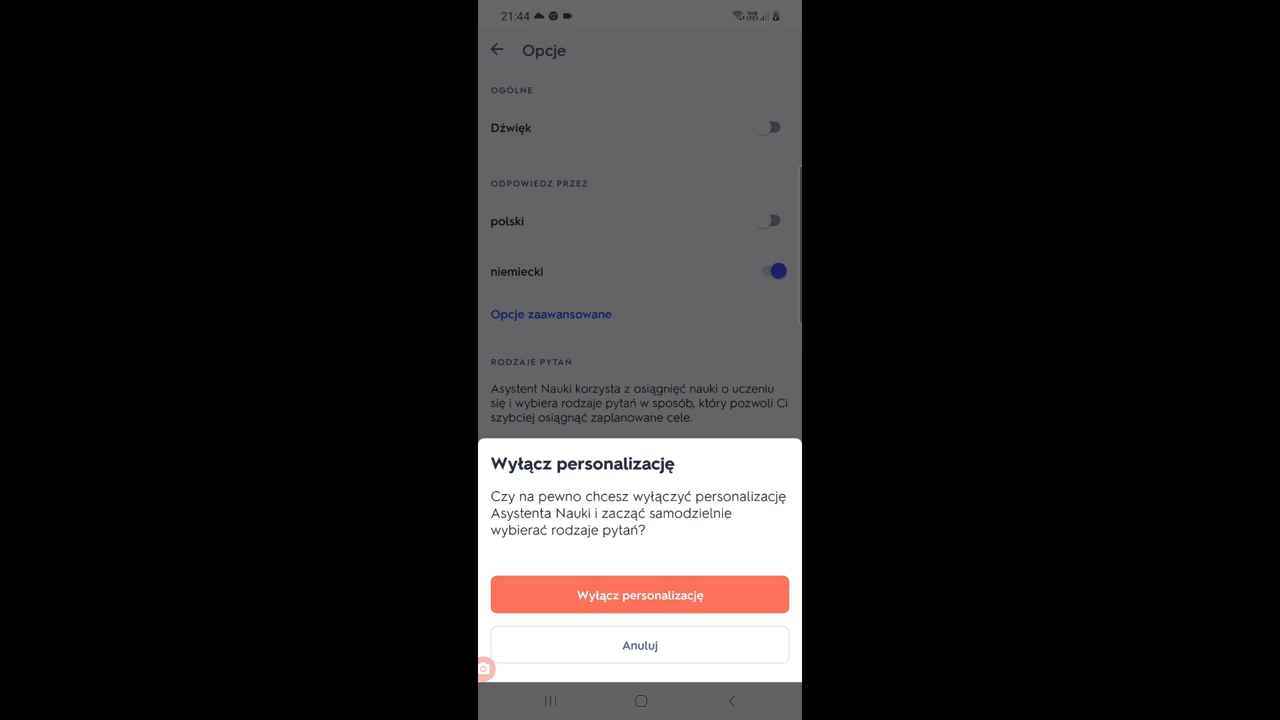 21:44
Opcje
OGÓLNE
Dźwięk
ODPOWIEDZ PRZEZ
polski
niemiecki
Opcje zaawansowane
RODZAJE PYTAŃ
Asystent Nauki korzysta z osiągnięć nauki o uczeniu
się i wybiera rodzaje pytań w sposób, który pozwoli Ci
szybciej osiągnąć zaplanowane cele.
Wyłącz personalizację
Czy na pewno chcesz wyłączyć personalizację
Asystenta Nauki i zacząć samodzielnie
wybierać rodzaje pytań?
Wyłącz personalizację
Anuluj